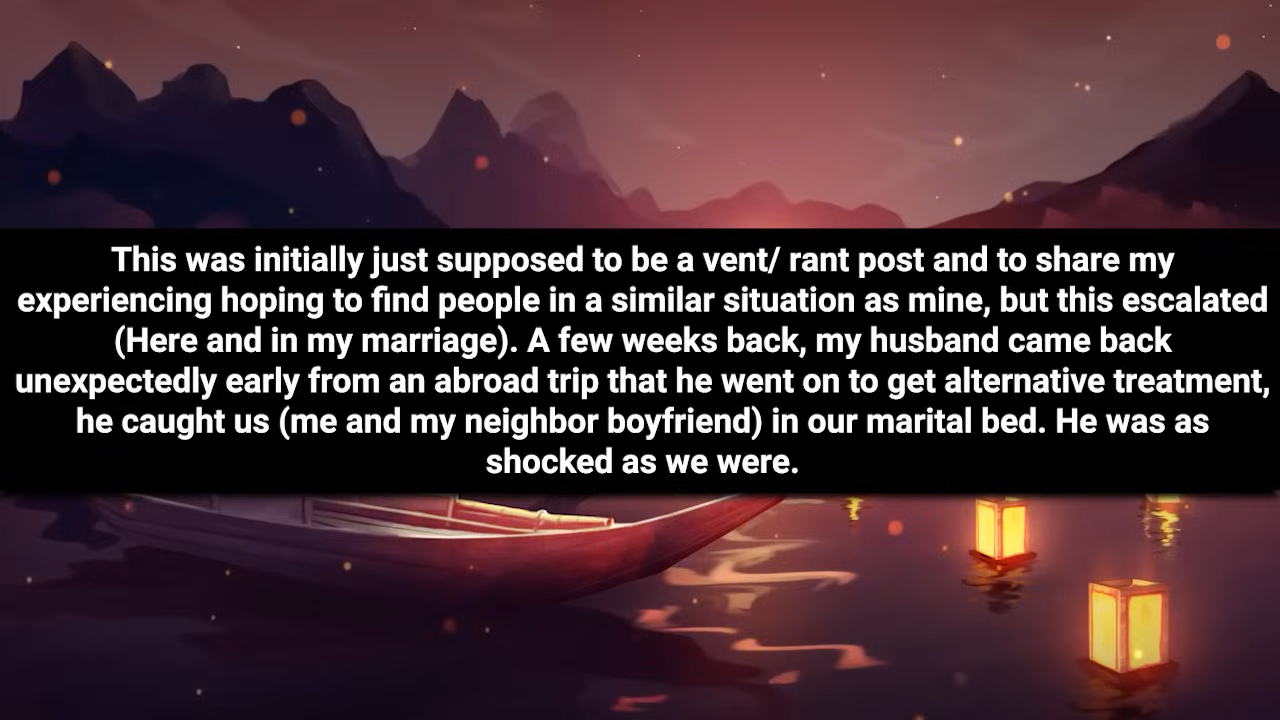 This was initially just supposed to be a vent/ rant post and to share my
experiencing hoping to find people in a similar situation as mine, but this escalated
(Here and in my marriage). A few weeks back, my husband came back
unexpectedly early from an abroad trip that he went on to get alternative treatment,
he caught us (me and my neighbor boyfriend) in our marital bed. He was as
shocked as we were.